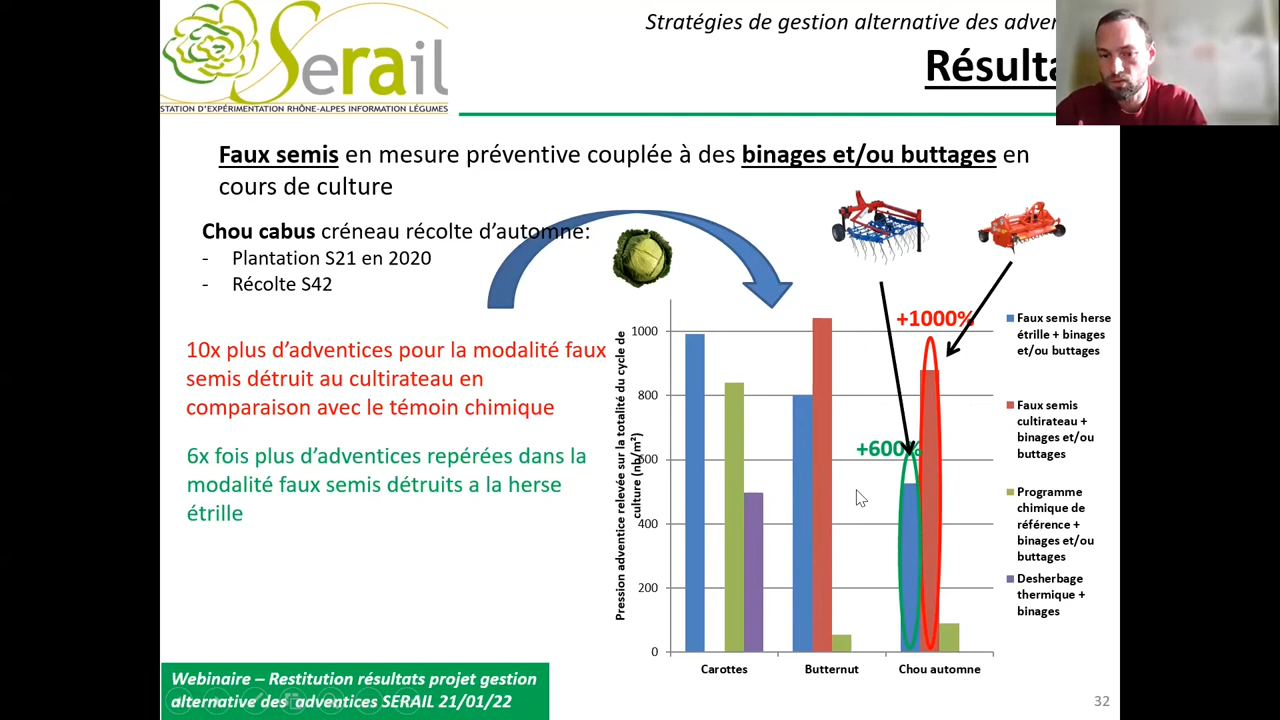 Serail
STATION D'EXPÉRIMENTATION RHÔNE-ALPES INFORMATION LÉGUMES
Stratégies de gestion alternative des
Faux semis en mesure préventive couplée à des binages et/ou buttages en
cours de culture
Chou cabus créneau récolte d'automne:
- Plantation S21 en 2020
- Récolte S42
10x plus d'adventices pour la modalité faux
semis détruit au cultirateau en
comparaison avec le témoin chimique
6x fois plus d'adventices repérées dans la
modalité faux semis détruits a la herse
étrille
Pression adventice relevée sur la totalité du cycle de
culture (nb/m²)
1000
800
600
400
200
0
+1000%
+600%
Carottes
Butternut
Chou automne
Faux semis herse
étrille + binages
et/ou buttages
Faux semis
cultirateau +
binages et/ou
buttages
Programme
chimique de
référence +
binages et/ou
buttages
Desherbage
thermique +
binages
Webinaire – Restitution résultats projet gestion
alternative des adventices SERAIL 21/01/22
32